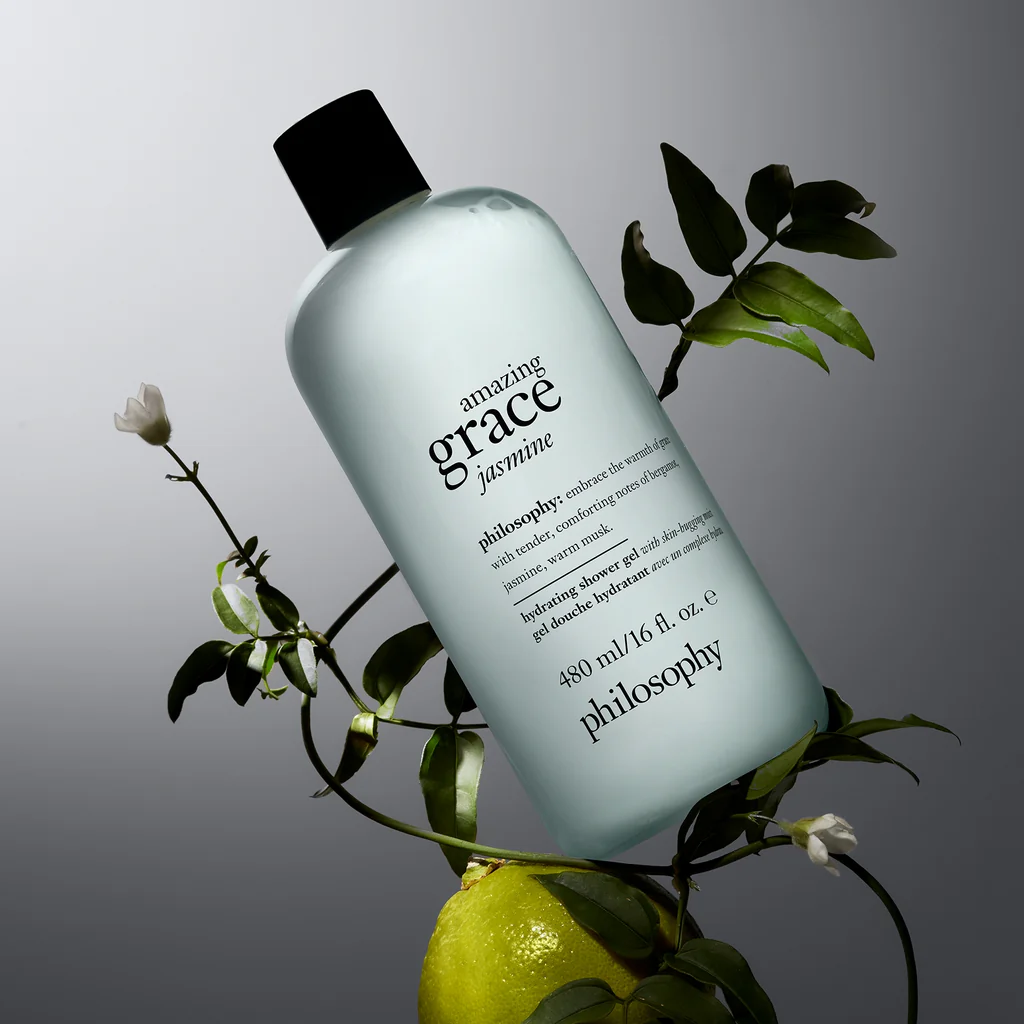 amazing
grace
jasmine
philosophy: embrace the warmth of grace
with tender, comforting notes of bergamot,
jasmine, warm musk.
hydrating shower gel with skin-hugging
gel douche hydratant avec un complexe
480 ml/16 fl. oz. ℮
philosophy